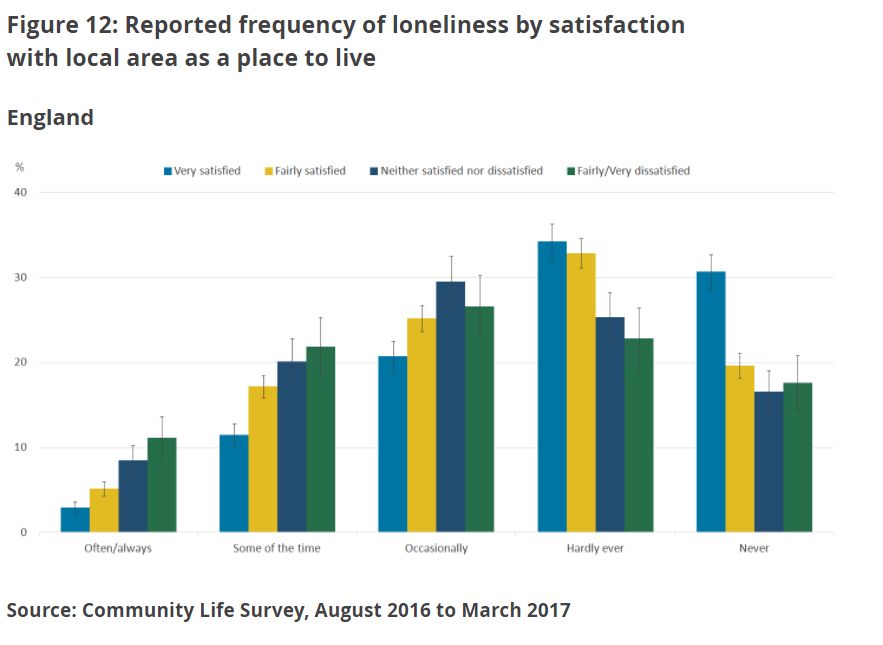 Figure 12: Reported frequency of loneliness by satisfaction
with local area as a place to live
England
%
Very satisfied Fairly satisfied Neither satisfied nor dissatisfied Fairly/Very dissatisfied
40
30
20
10
0
Often/always Some of the time Occasionally Hardly ever Never
Source: Community Life Survey, August 2016 to March 2017